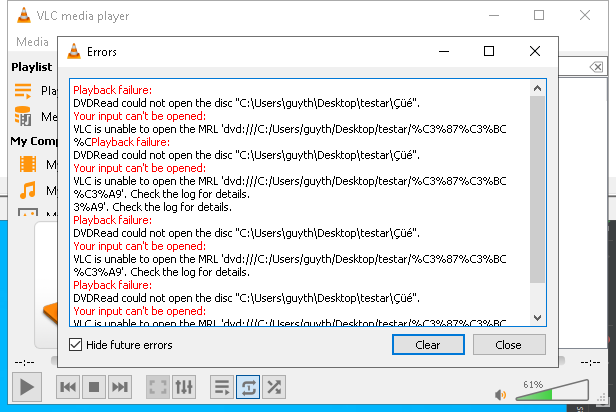 VLC media player
Media
Errors
Playlist
Pla
Me
My Comp
My
My
My
Playback failure:
DVDRead could not open the disc "C:\Users\guyth\Desktop\testar\Çüé".
Your input can't be opened:
VLC is unable to open the MRL 'dvd:///C:/Users/guyth/Desktop/testar/%C3%87%C3%BC
%CPlayback failure:
DVDRead could not open the disc "C:\Users\guyth\Desktop\testar\Çüé".
Your input can't be opened:
VLC is unable to open the MRL 'dvd:///C:/Users/guyth/Desktop/testar/%C3%87%C3%BC
%C3%A9'. Check the log for details.
3%A9'. Check the log for details.
Playback failure:
DVDRead could not open the disc "C:\Users\guyth\Desktop\testar\Çüé".
Your input can't be opened:
VLC is unable to open the MRL 'dvd:///C:/Users/guyth/Desktop/testar/%C3%87%C3%BC
%C3%A9'. Check the log for details.
Playback failure:
DVDRead could not open the disc "C:\Users\guyth\Desktop\testar\Çüé".
Your input can't be opened:
VLC is unable to open the MRL 'dvd:///C:/Users/guyth/Desktop/testar/%C3%87%C3%BC
Hide future errors
Clear
Close
--:--
--:--
61%